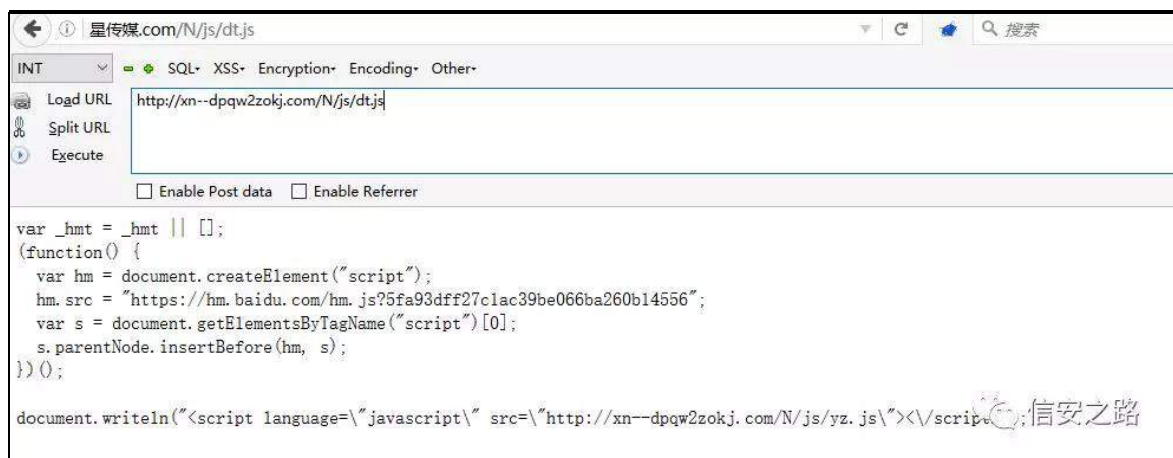 星传媒.com/N/js/dt.js
搜索
INT SQL- XSS- Encryption- Encoding- Other-
Load URL http://xn--dpqw2zokj.com/N/js/dt.js
Split URL
Execute
Enable Post data Enable Referrer
var _hmt = _hmt || [];
(function() {
var hm = document.createElement("script");
hm.src = "https://hm.baidu.com/hm.js?5fa93dff27c1ac39be066ba260b14556";
var s = document.getElementsByTagName("script")[0];
s.parentNode.insertBefore(hm, s);
})();
document.writeln("<script language=\"javascript\" src=\"http://xn--dpqw2zokj.com/N/js/yz.js\"><\/script
信安之路